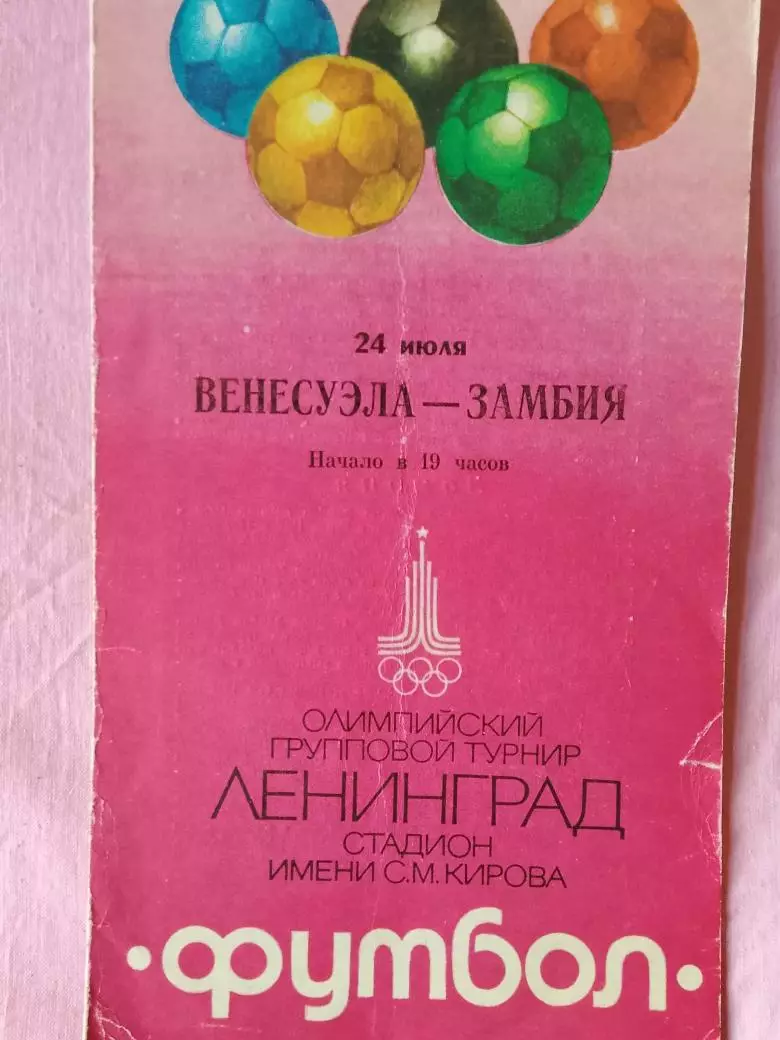 24 июля
ВЕНЕСУЭЛА — ЗАМБИЯ
Начало в 19 часов
ОЛИМПИЙСКИЙ
ГРУППОВОЙ ТУРНИР
ЛЕНИНГРАД
СТАДИОН
ИМЕНИ С.М. КИРОВА
• футбол •